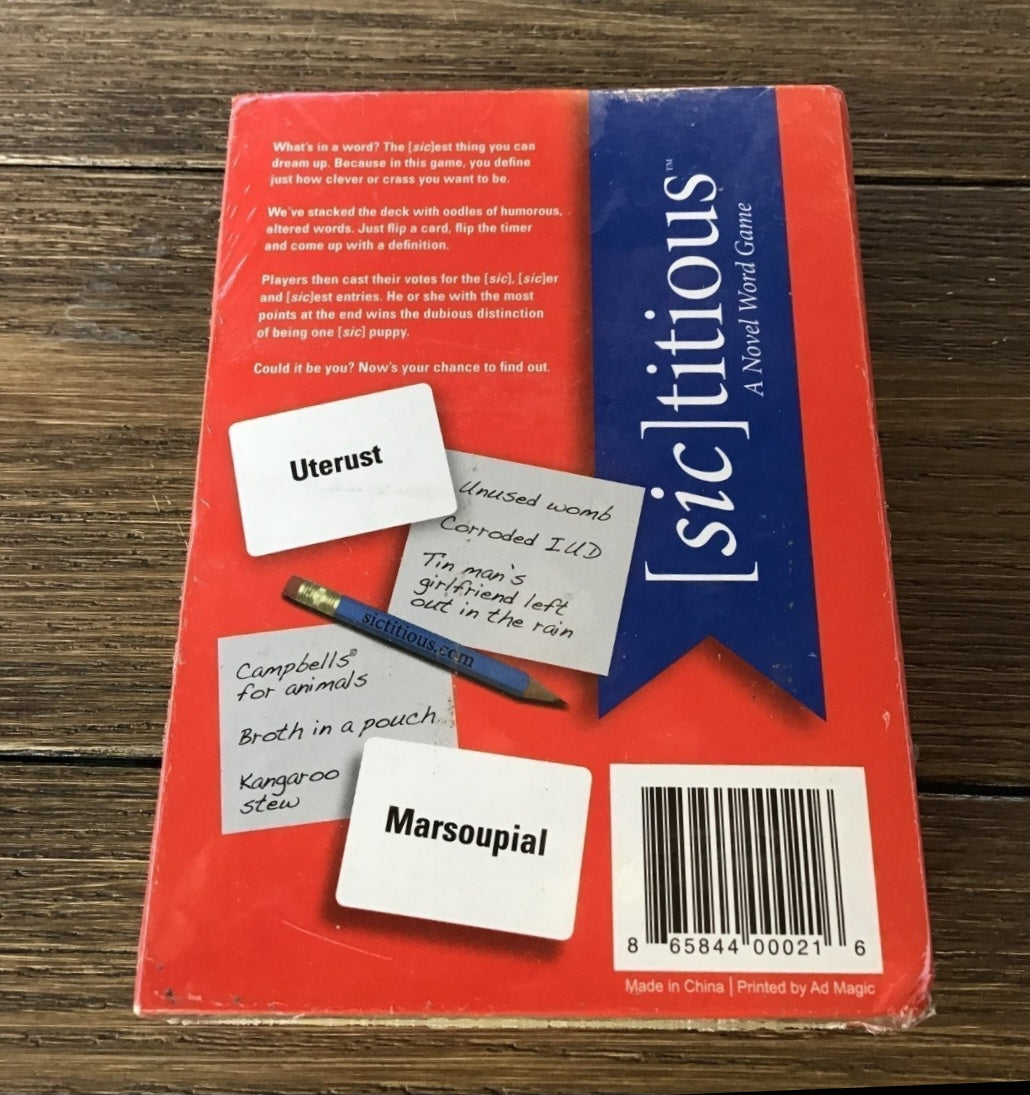 What's in a word? The [sic]est thing you can
dream up. Because in this game, you define
just how clever or crass you want to be.
We've stacked the deck with oodles of humorous,
altered words. Just flip a card, flip the timer
and come up with a definition.
Players then cast their votes for the [sic], [sic]er
and [sic]est entries. He or she with the most
points at the end wins the dubious distinction
of being one [sic] puppy.
Could it be you? Now's your chance to find out.
[sic]titious™
A Novel Word Game
Uterust
Unused womb
Corroded IUD
Tin man's
girlfriend left
out in the rain
sictitious.com
Campbells®
for animals
Broth in a pouch
Kangaroo
stew
Marsoupial
8 65844 00021 6
Made in China | Printed by Ad Magic